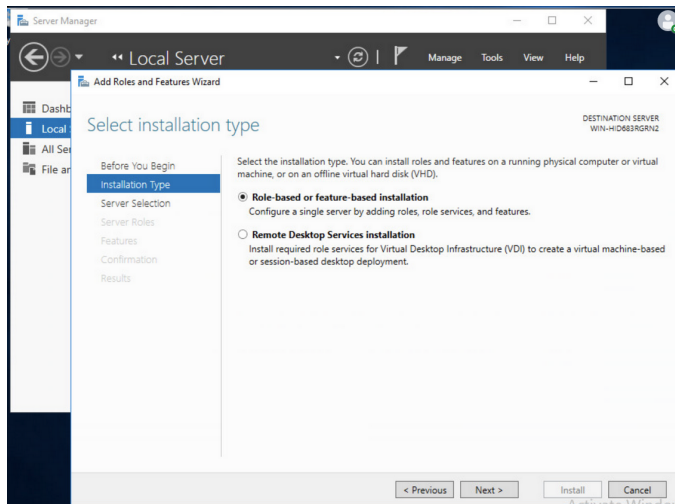 Server Manager
Local Server
Manage Tools View Help
Add Roles and Features Wizard
Dashb
Local
All Ser
File ar
Select installation type
DESTINATION SERVER
WIN-HID683RGRN2
Before You Begin
Installation Type
Server Selection
Server Roles
Features
Confirmation
Results
Select the installation type. You can install roles and features on a running physical computer or virtual
machine, or on an offline virtual hard disk (VHD).
Role-based or feature-based installation
Configure a single server by adding roles, role services, and features.
Remote Desktop Services installation
Install required role services for Virtual Desktop Infrastructure (VDI) to create a virtual machine-based
or session-based desktop deployment.
< Previous Next > Install Cancel